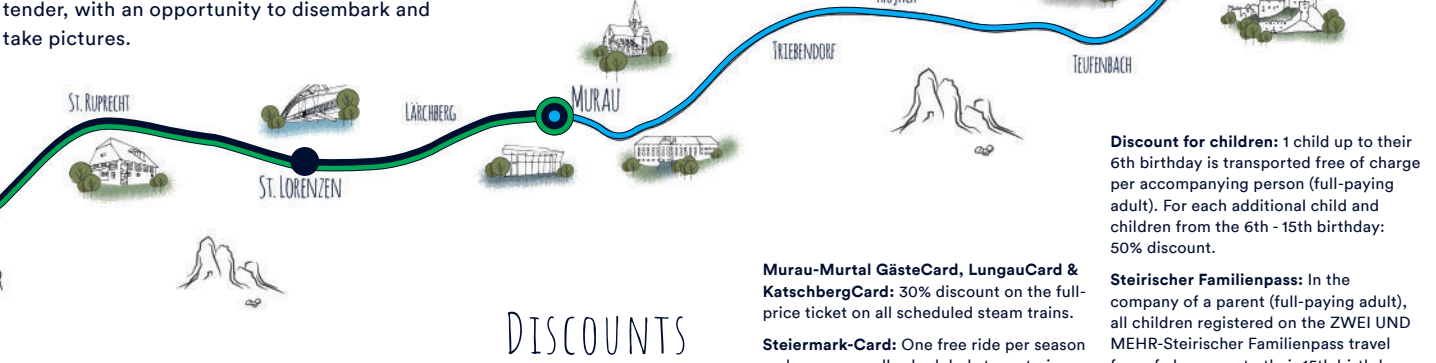 tender, with an opportunity to disembark and
take pictures.
St. Ruprecht
St. Lorenzen
Lärchberg
Murau
Triebendorf
Teufenbach
Discounts
Murau-Murtal GästeCard, LungauCard &
KatschbergCard: 30% discount on the full-
price ticket on all scheduled steam trains.
Steiermark-Card: One free ride per season
Discount for children: 1 child up to their
6th birthday is transported free of charge
per accompanying person (full-paying
adult). For each additional child and
children from the 6th - 15th birthday:
50% discount.
Steirischer Familienpass: In the
company of a parent (full-paying adult),
all children registered on the ZWEI UND
MEHR-Steirischer Familienpass travel